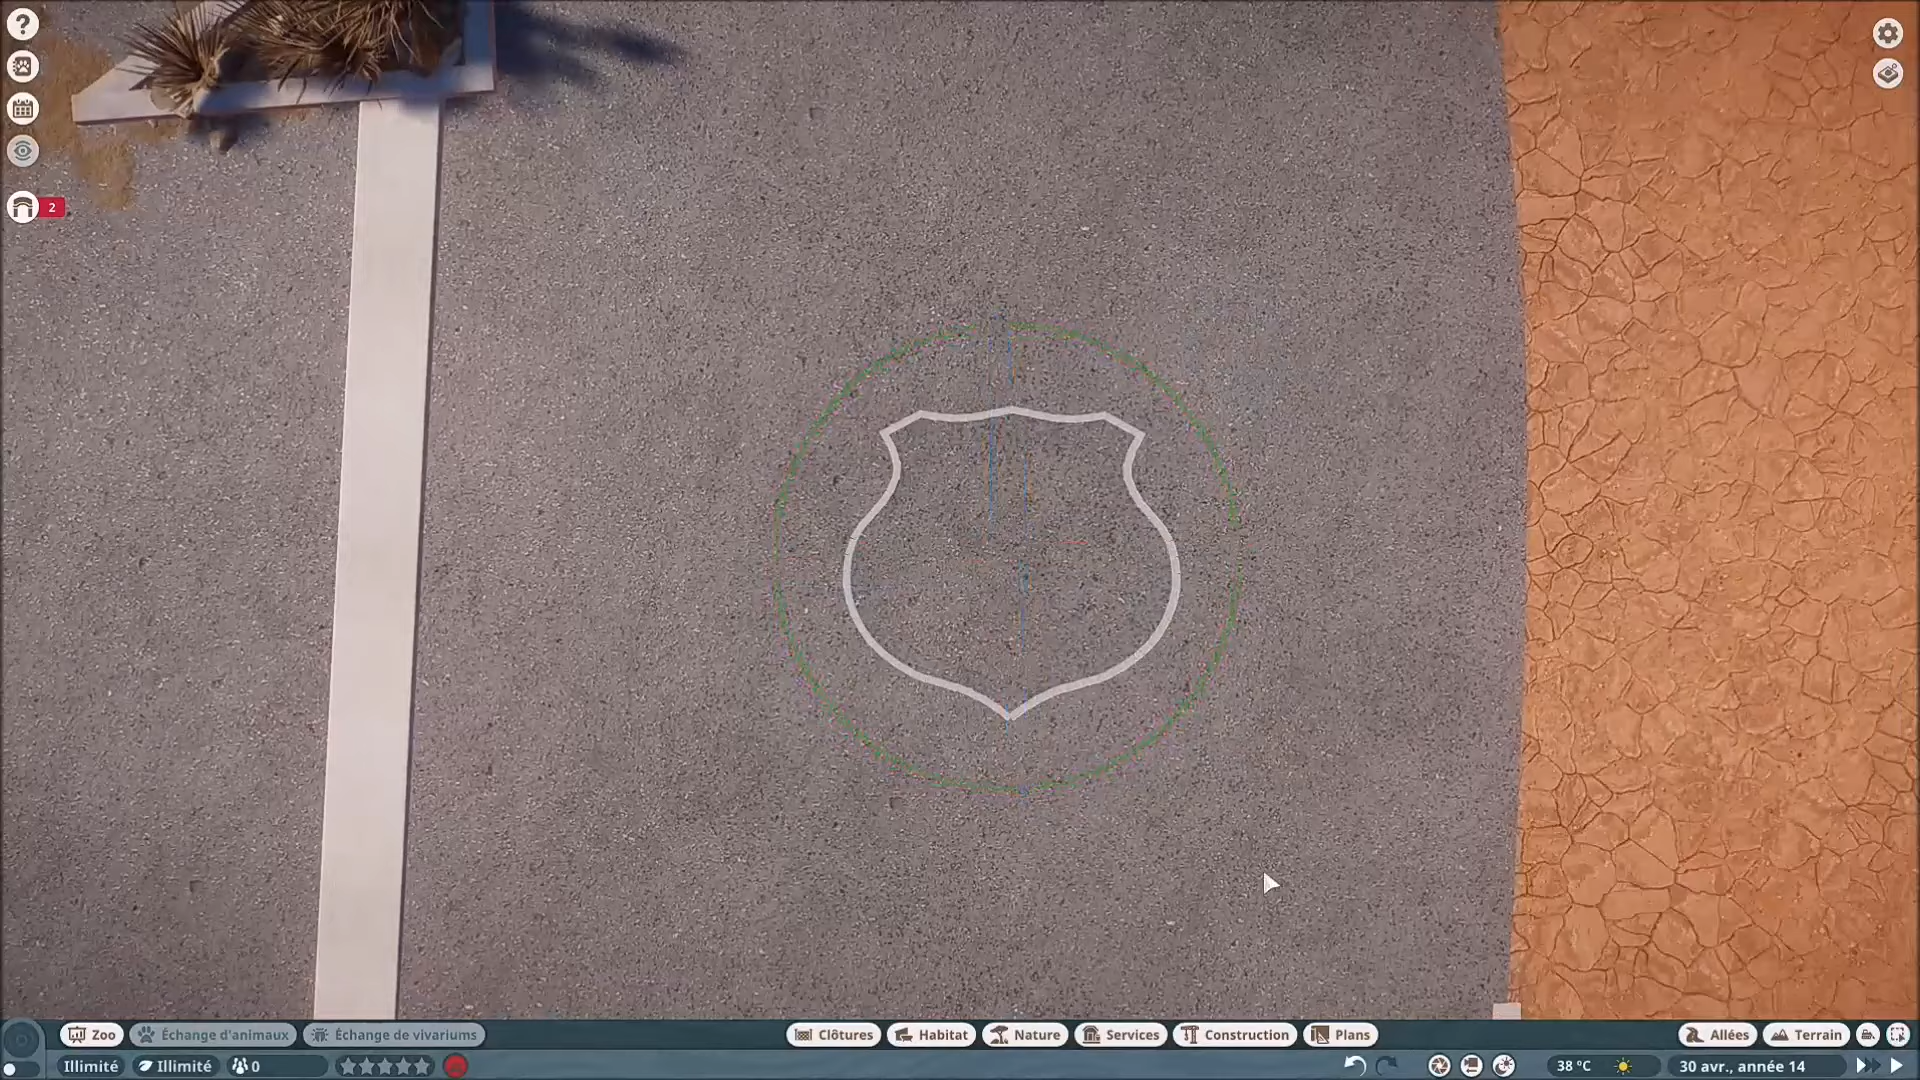 2
Zoo
Échange d'animaux
Échange de vivariums
Clôtures
Habitat
Nature
Services
Construction
Plans
Allées
Terrain
Illimité
Illimité
0
38 °C
30 avr., année 14